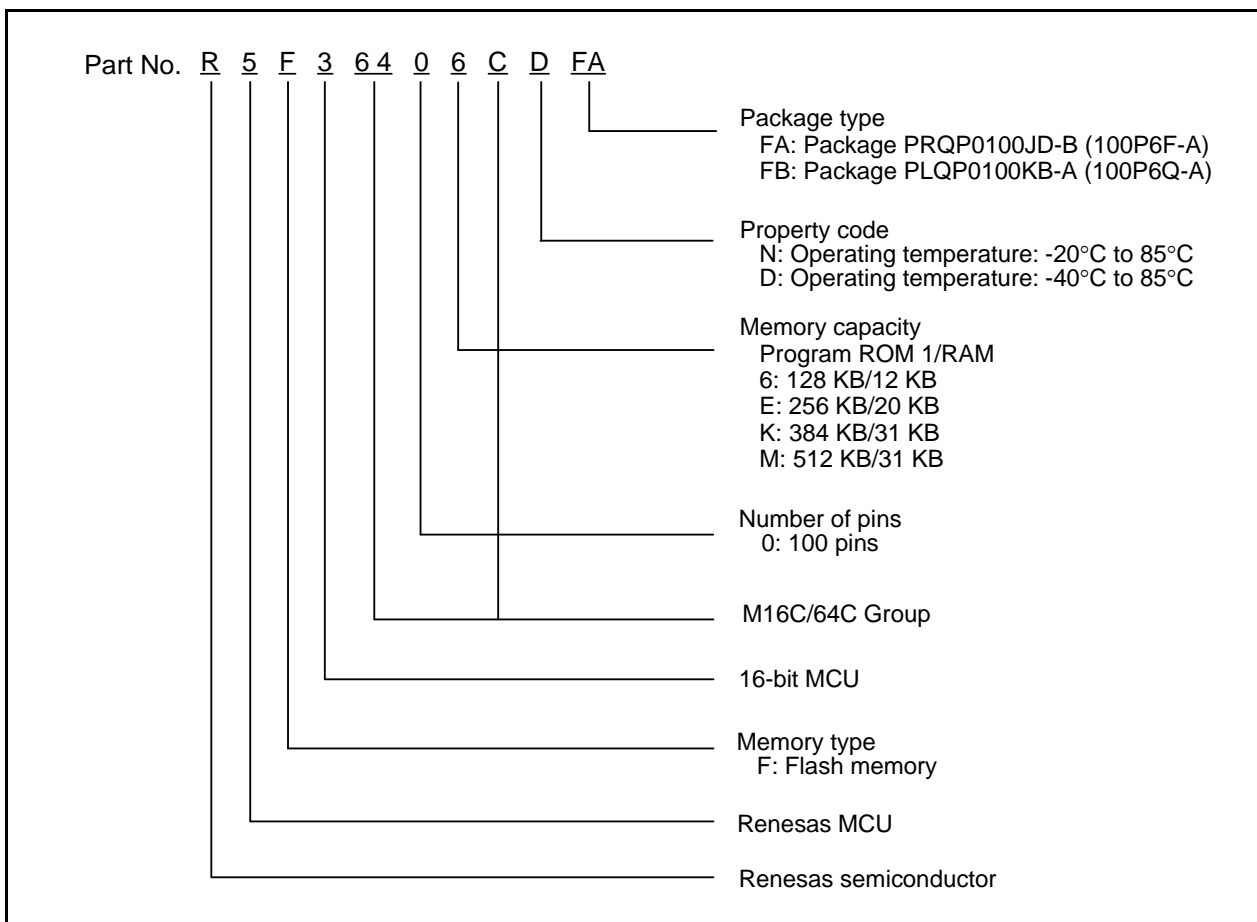 Part No. R 5 F 3 64 0 6 C D FA
Package type
FA: Package PRQP0100JD-B (100P6F-A)
FB: Package PLQP0100KB-A (100P6Q-A)
Property code
N: Operating temperature: -20°C to 85°C
D: Operating temperature: -40°C to 85°C
Memory capacity
Program ROM 1/RAM
6: 128 KB/12 KB
E: 256 KB/20 KB
K: 384 KB/31 KB
M: 512 KB/31 KB
Number of pins
0: 100 pins
M16C/64C Group
16-bit MCU
Memory type
F: Flash memory
Renesas MCU
Renesas semiconductor